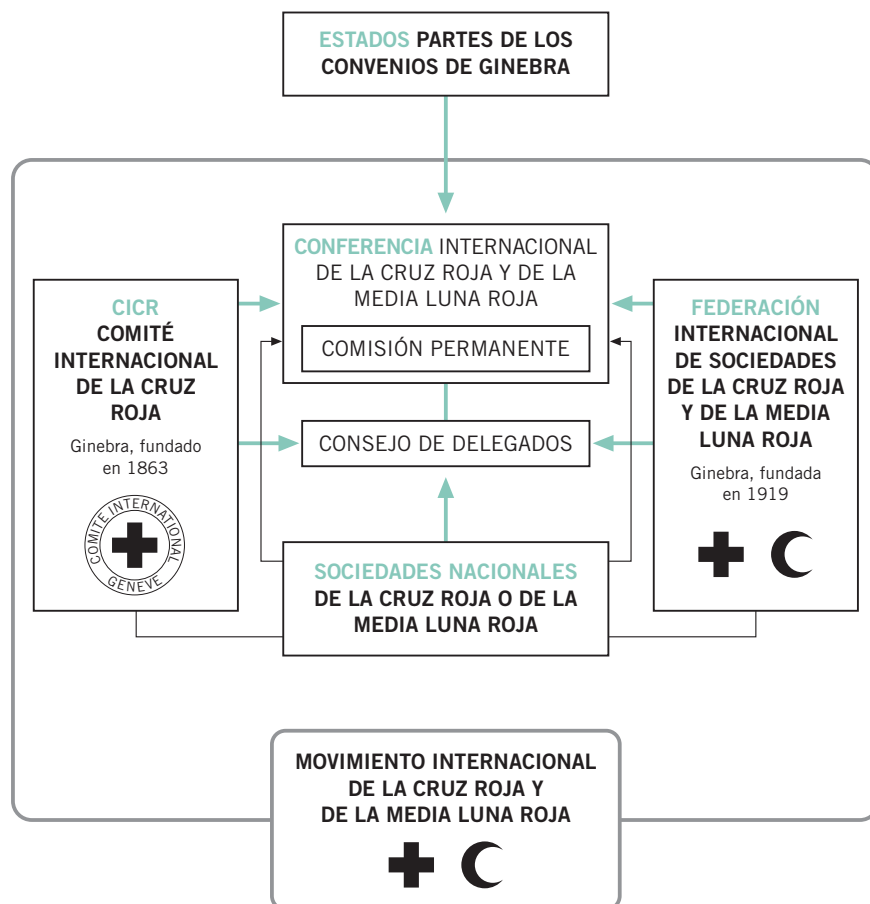 ESTADOS PARTES DE LOS
CONVENIOS DE GINEBRA
CONFERENCIA INTERNACIONAL
DE LA CRUZ ROJA Y DE LA
MEDIA LUNA ROJA
COMISIÓN PERMANENTE
CICR
COMITÉ
INTERNACIONAL
DE LA CRUZ
ROJA
Ginebra, fundado
en 1863
COMITE INTERNATIONAL
GENEVE
CONSEJO DE DELEGADOS
FEDERACIÓN
INTERNACIONAL
DE SOCIEDADES
DE LA CRUZ ROJA
Y DE LA MEDIA
LUNA ROJA
Ginebra, fundada
en 1919
SOCIEDADES NACIONALES
DE LA CRUZ ROJA O DE LA
MEDIA LUNA ROJA
MOVIMIENTO INTERNACIONAL
DE LA CRUZ ROJA Y
DE LA MEDIA LUNA ROJA